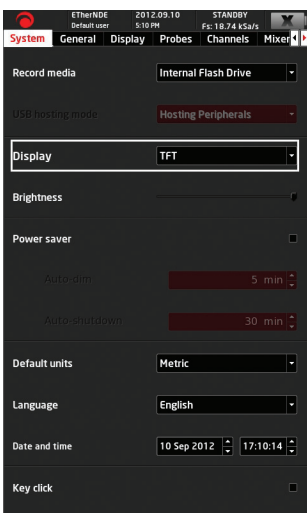 ETherNDE 2012.09.10 STANDBY
Default user 5:10 PM Fs: 18.74 kSa/s
System General Display Probes Channels Mixer
Record media Internal Flash Drive
USB hosting mode Hosting Peripherals
Display TFT
Brightness
Power saver
Auto-dim 5 min
Auto-shutdown 30 min
Default units Metric
Language English
Date and time 10 Sep 2012 17:10:14
Key click